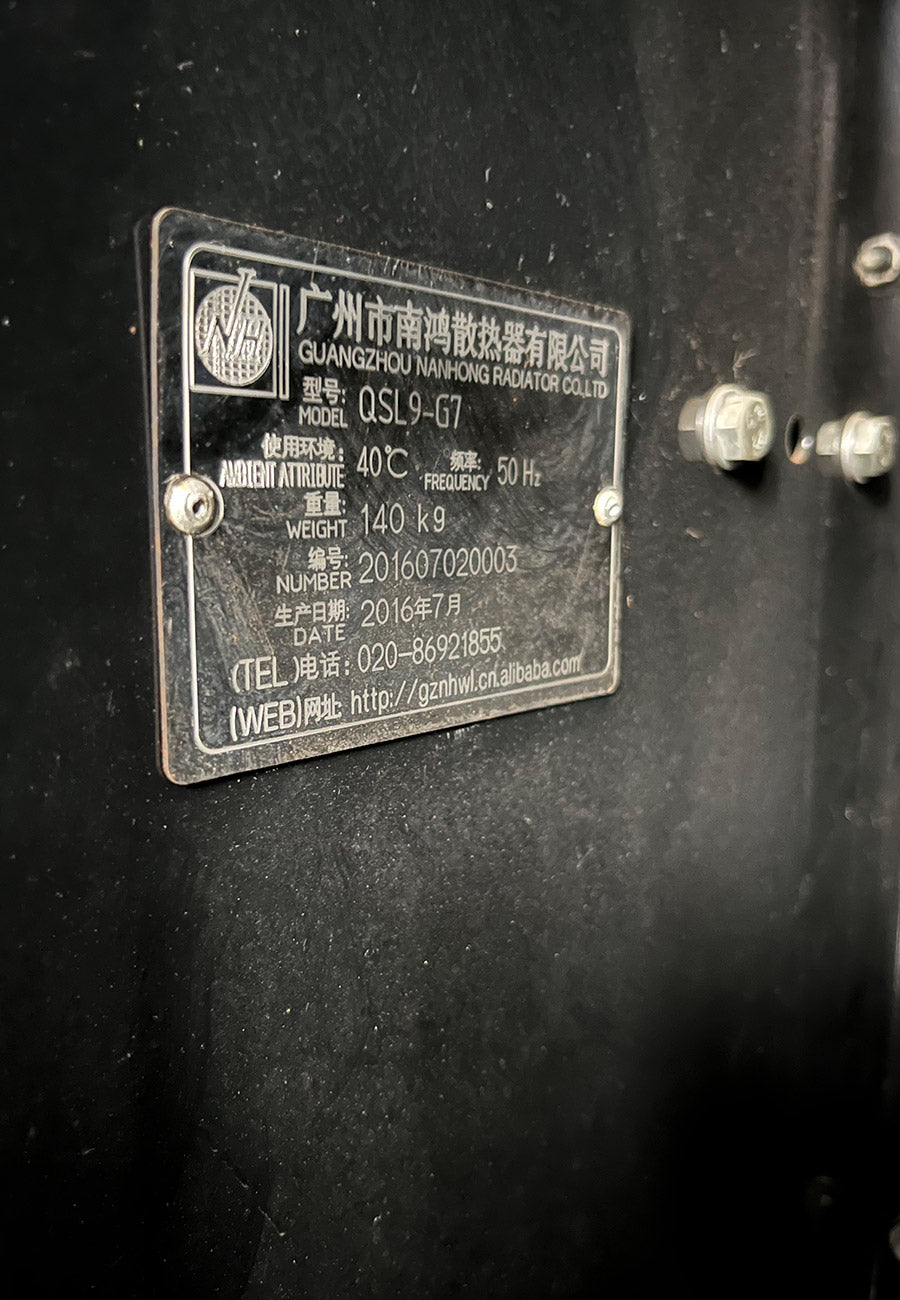 NH
广州市南鸿散热器有限公司
GUANGZHOU NANHONG RADIATOR CO.,LTD
型号:
MODEL QSL9-G7
使用环境: 频率:
AMBIENT ATTRIBUTE 40℃ FREQUENCY 50 Hz
重量:
WEIGHT 140 kg
编号:
NUMBER 201607020003
生产日期:
DATE 2016年7月
(TEL)电话: 020-86921855
(WEB)网址 http://gznhwl.cn.alibaba.com